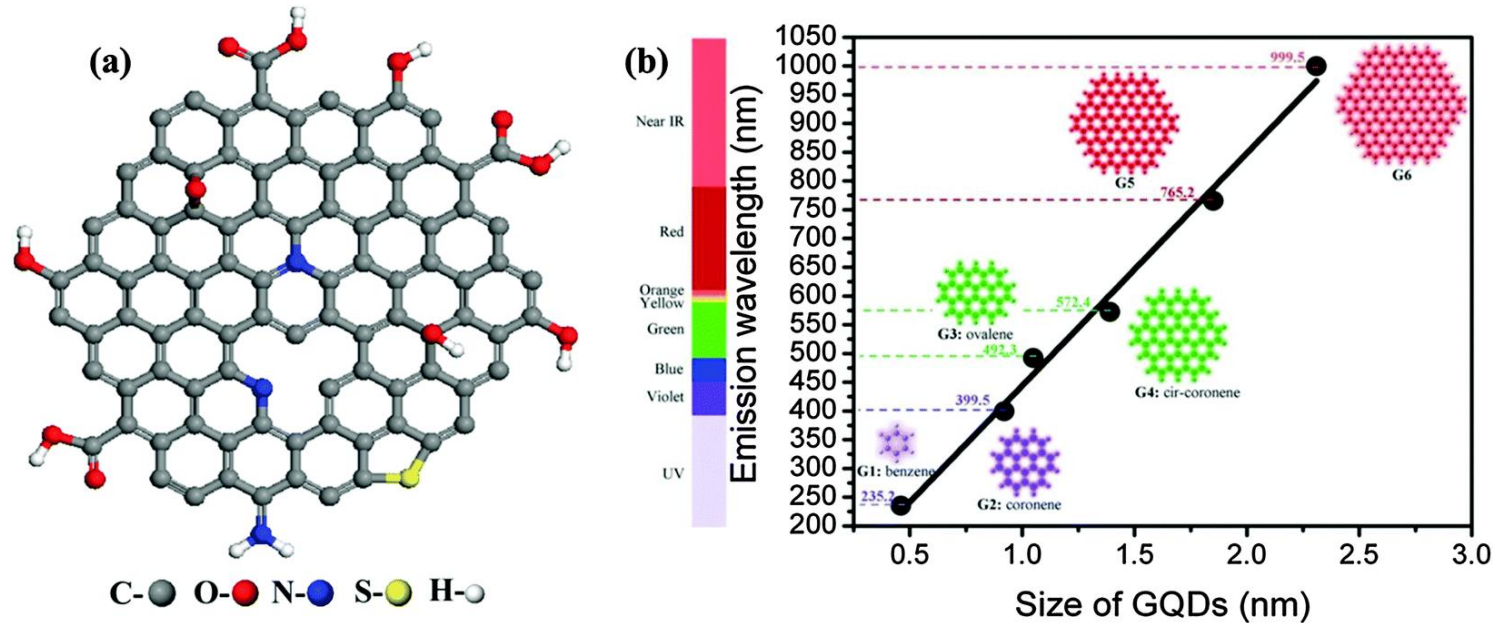 (a)
C- O- N- S- H-
(b)
Near IR
Red
Orange
Yellow
Green
Blue
Violet
UV
Emission wavelength (nm)
1050
1000
950
900
850
800
750
700
650
600
550
500
450
400
350
300
250
200
999.5
G6
G5
765.2
572.4
G3: ovalene
492.3
G4: cir-coronene
399.5
G1: benzene
235.2
G2: coronene
0.5 1.0 1.5 2.0 2.5 3.0
Size of GQDs (nm)